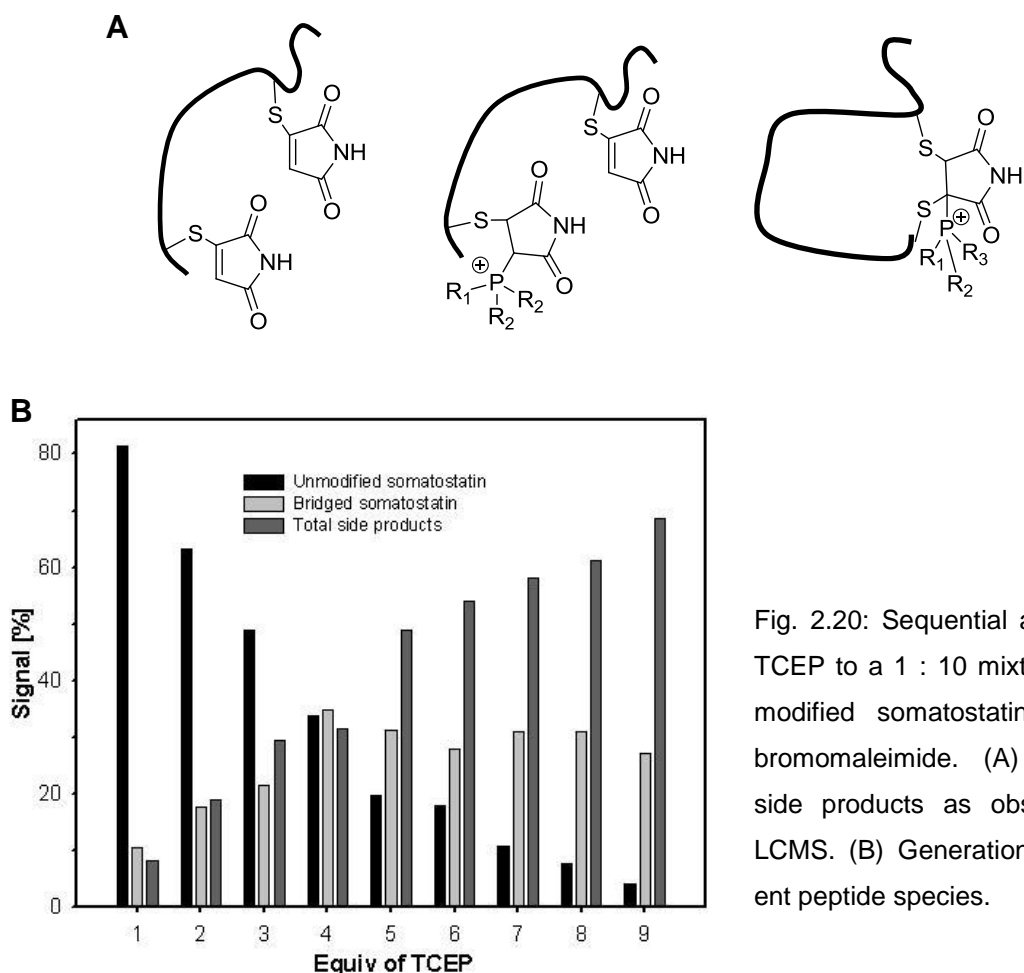 A
O
S
NH
O
O
S
NH
O
O
S
NH
O
O
S
NH
O
⊕
P
R1
R2
R2
O
S
NH
S
O
⊕
P
R1
R3
R2
B
80
60
40
20
0
Signal [%]
Unmodified somatostatin
Bridged somatostatin
Total side products
1 2 3 4 5 6 7 8 9
Equiv of TCEP
Fig. 2.20: Sequential a
TCEP to a 1 : 10 mixt
modified somatostatin
bromomaleimide. (A)
side products as obs
LCMS. (B) Generation
ent peptide species.